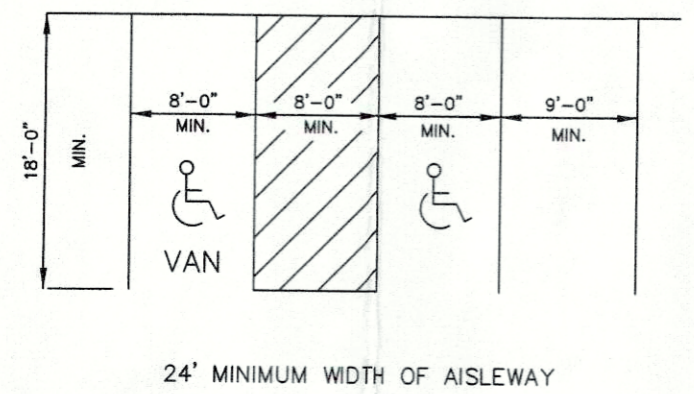 18'-0"
MIN.
8'-0"
MIN.
8'-0"
MIN.
8'-0"
MIN.
9'-0"
MIN.
VAN
24' MINIMUM WIDTH OF AISLEWAY